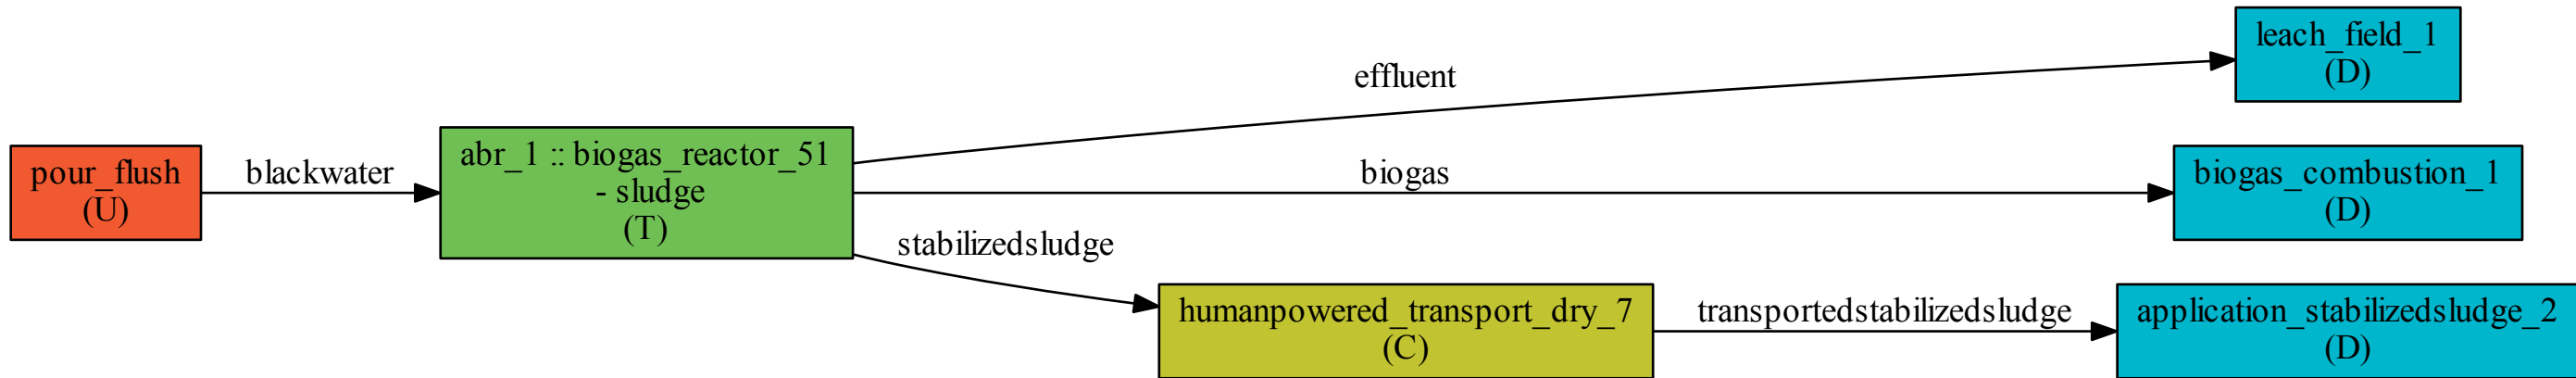 pour_flush
(U)
blackwater
abr_1 :: biogas_reactor_51
- sludge
(T)
effluent
leach_field_1
(D)
biogas
biogas_combustion_1
(D)
stabilizedsludge
humanpowered_transport_dry_7
(C)
transportedstabilizedsludge
application_stabilizedsludge_2
(D)